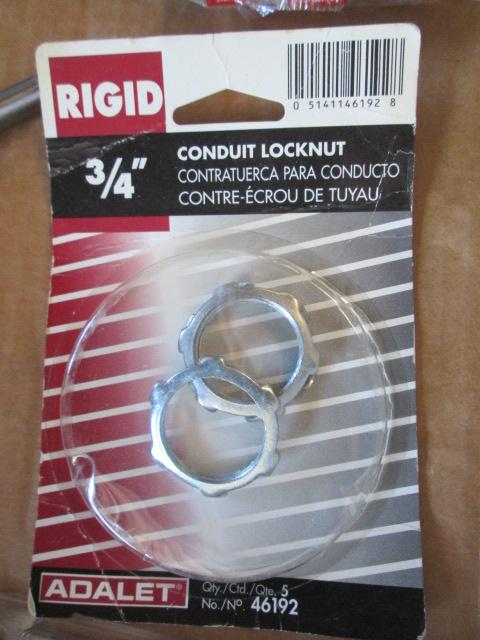 RIGID
0 5141146192 8
3/4"
CONDUIT LOCKNUT
CONTRATUERCA PARA CONDUCTO
CONTRE-ÉCROU DE TUYAU
ADALET®
Qty./Ctd./Qte. 5
No./Nº. 46192